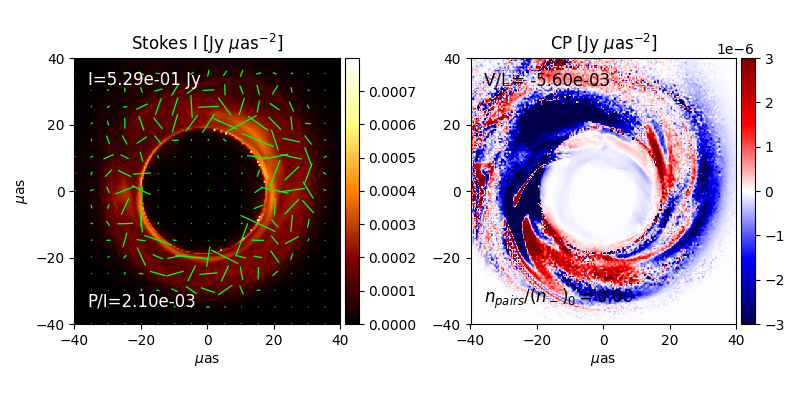 Stokes I [Jy μas⁻²]
I=5.29e-01 Jy
P/I=2.10e-03
40
20
0
−20
−40
μas
−40 −20 0 20 40
μas
0.0007
0.0006
0.0005
0.0004
0.0003
0.0002
0.0001
0.0000
CP [Jy μas⁻²]
V/L= -5.60e-03
n_pairs/(n_−)_0 = 0.00
40
20
0
−20
−40
−40 −20 0 20 40
μas
1e−6
3
2
1
0
−1
−2
−3